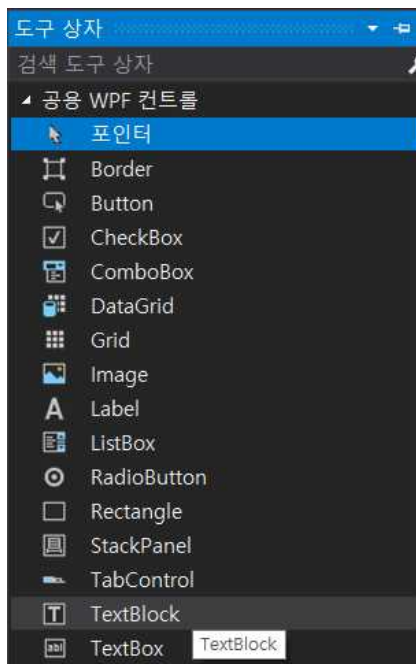 도구 상자
검색 도구 상자
공용 WPF 컨트롤
포인터
Border
Button
CheckBox
ComboBox
DataGrid
Grid
Image
Label
ListBox
RadioButton
Rectangle
StackPanel
TabControl
TextBlock
TextBox TextBlock